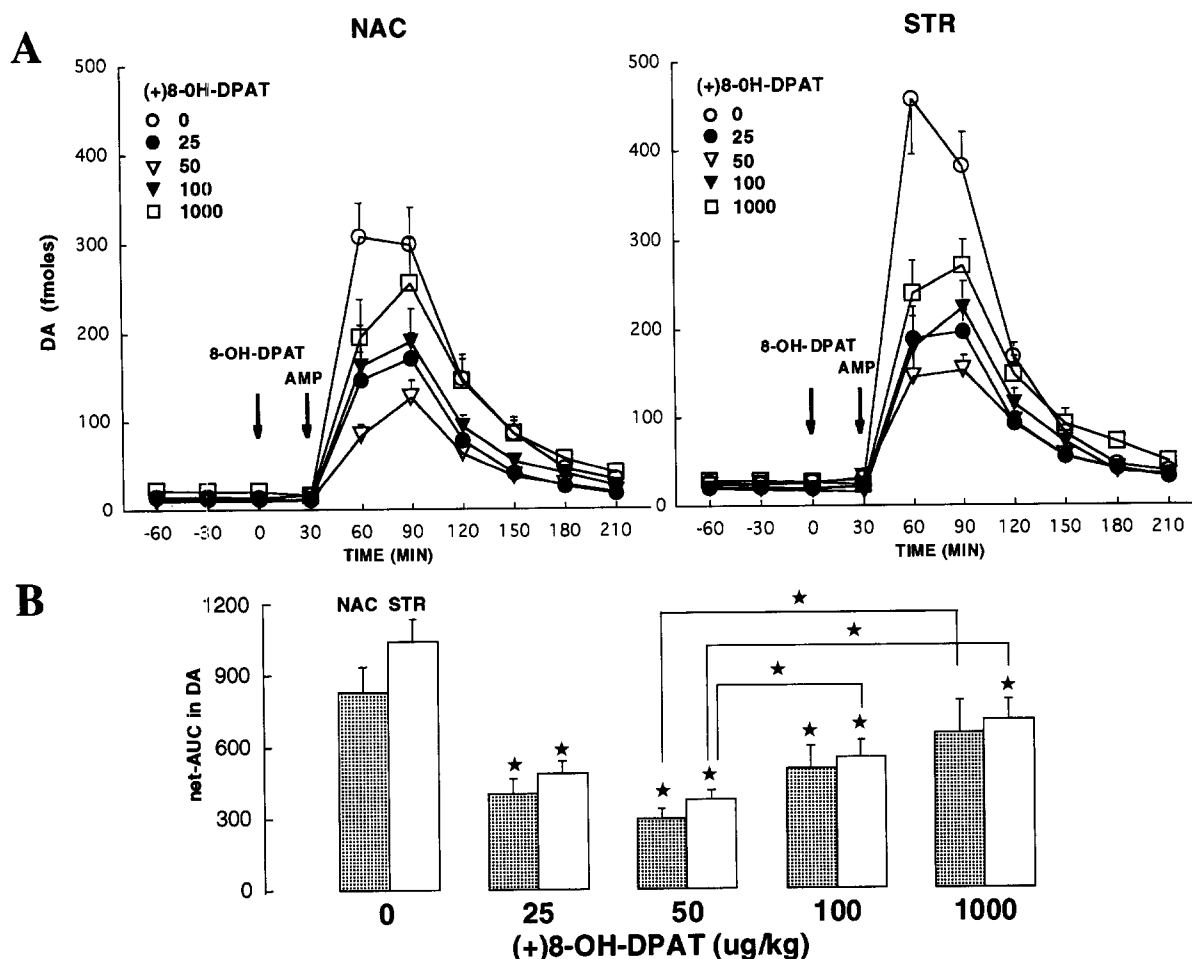 A
NAC
500
400
300
200
100
0
DA (fmoles)
(+)8-0H-DPAT
0
25
50
100
1000
8-OH-DPAT
AMP
-60 -30 0 30 60 90 120 150 180 210
TIME (MIN)
STR
500
400
300
200
100
0
(+)8-0H-DPAT
0
25
50
100
1000
8-OH-DPAT
AMP
-60 -30 0 30 60 90 120 150 180 210
TIME (MIN)
B
1200
900
600
300
0
net-AUC in DA
NAC STR
★ ★ ★ ★ ★ ★ ★ ★ ★ ★
0 25 50 100 1000
(+)8-OH-DPAT (ug/kg)